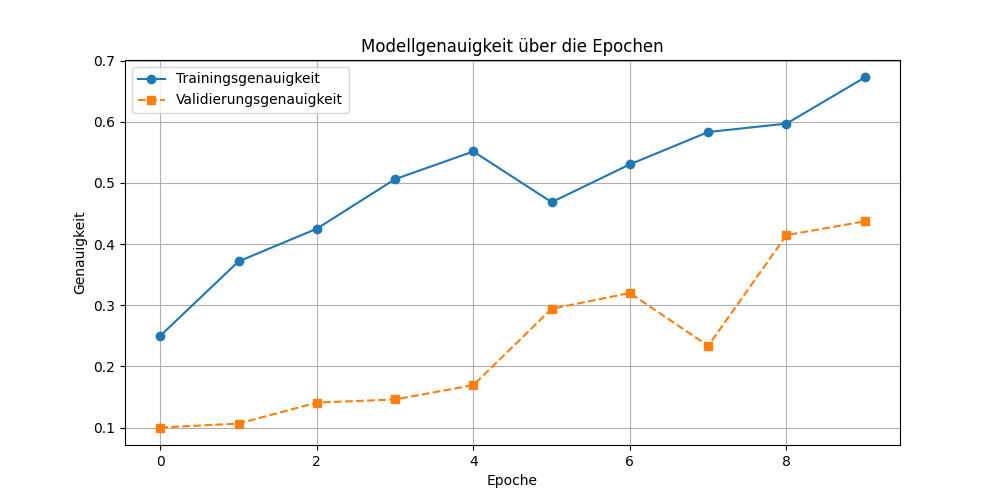 Modellgenauigkeit über die Epochen
Trainingsgenauigkeit
Validierungsgenauigkeit
Genauigkeit
0.7
0.6
0.5
0.4
0.3
0.2
0.1
0 2 4 6 8
Epoche